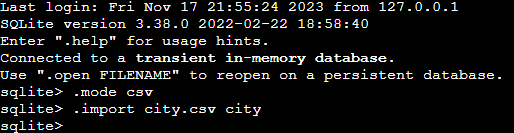 Last login: Fri Nov 17 21:55:24 2023 from 127.0.0.1
SQLite version 3.38.0 2022-02-22 18:58:40
Enter ".help" for usage hints.
Connected to a transient in-memory database.
Use ".open FILENAME" to reopen on a persistent database.
sqlite> .mode csv
sqlite> .import city.csv city
sqlite>